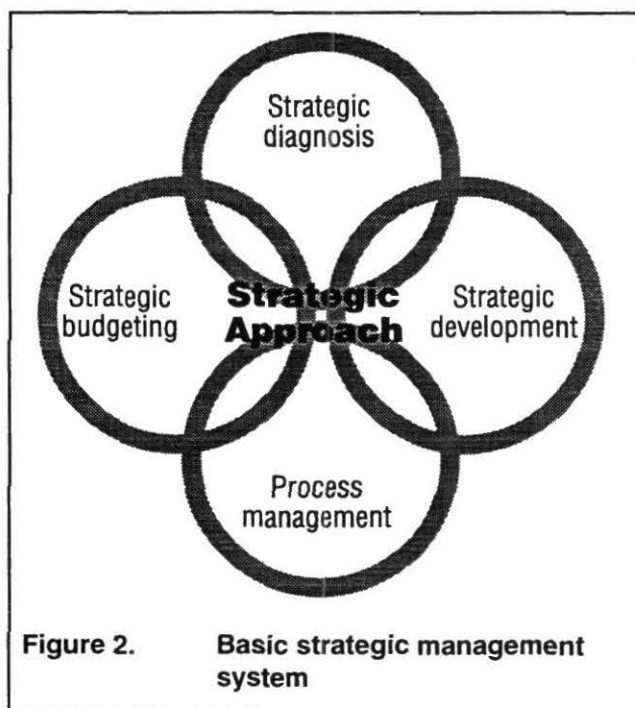 Strategic
diagnosis
Strategic
budgeting
Strategic
Approach
Strategic
development
Process
management
Figure 2. Basic strategic management
system